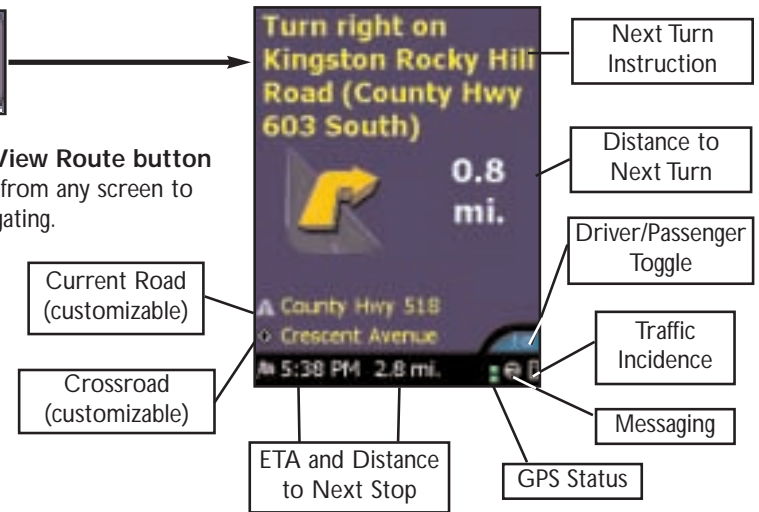 Turn right on
Kingston Rocky Hill
Road (County Hwy
603 South)
0.8
mi.
County Hwy 518
Crescent Avenue
5:38 PM 2.8 mi.
Next Turn
Instruction
Distance to
Next Turn
Driver/Passenger
Toggle
Traffic
Incidence
Messaging
GPS Status
ETA and Distance
to Next Stop
View Route button
from any screen to
gating.
Current Road
(customizable)
Crossroad
(customizable)